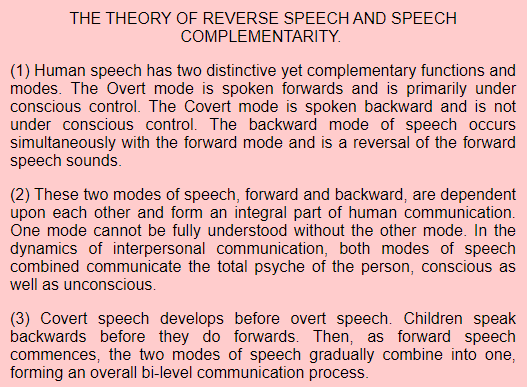 THE THEORY OF REVERSE SPEECH AND SPEECH
COMPLEMENTARITY.
(1) Human speech has two distinctive yet complementary functions and
modes. The Overt mode is spoken forwards and is primarily under
conscious control. The Covert mode is spoken backward and is not
under conscious control. The backward mode of speech occurs
simultaneously with the forward mode and is a reversal of the forward
speech sounds.
(2) These two modes of speech, forward and backward, are dependent
upon each other and form an integral part of human communication.
One mode cannot be fully understood without the other mode. In the
dynamics of interpersonal communication, both modes of speech
combined communicate the total psyche of the person, conscious as
well as unconscious.
(3) Covert speech develops before overt speech. Children speak
backwards before they do forwards. Then, as forward speech
commences, the two modes of speech gradually combine into one,
forming an overall bi-level communication process.